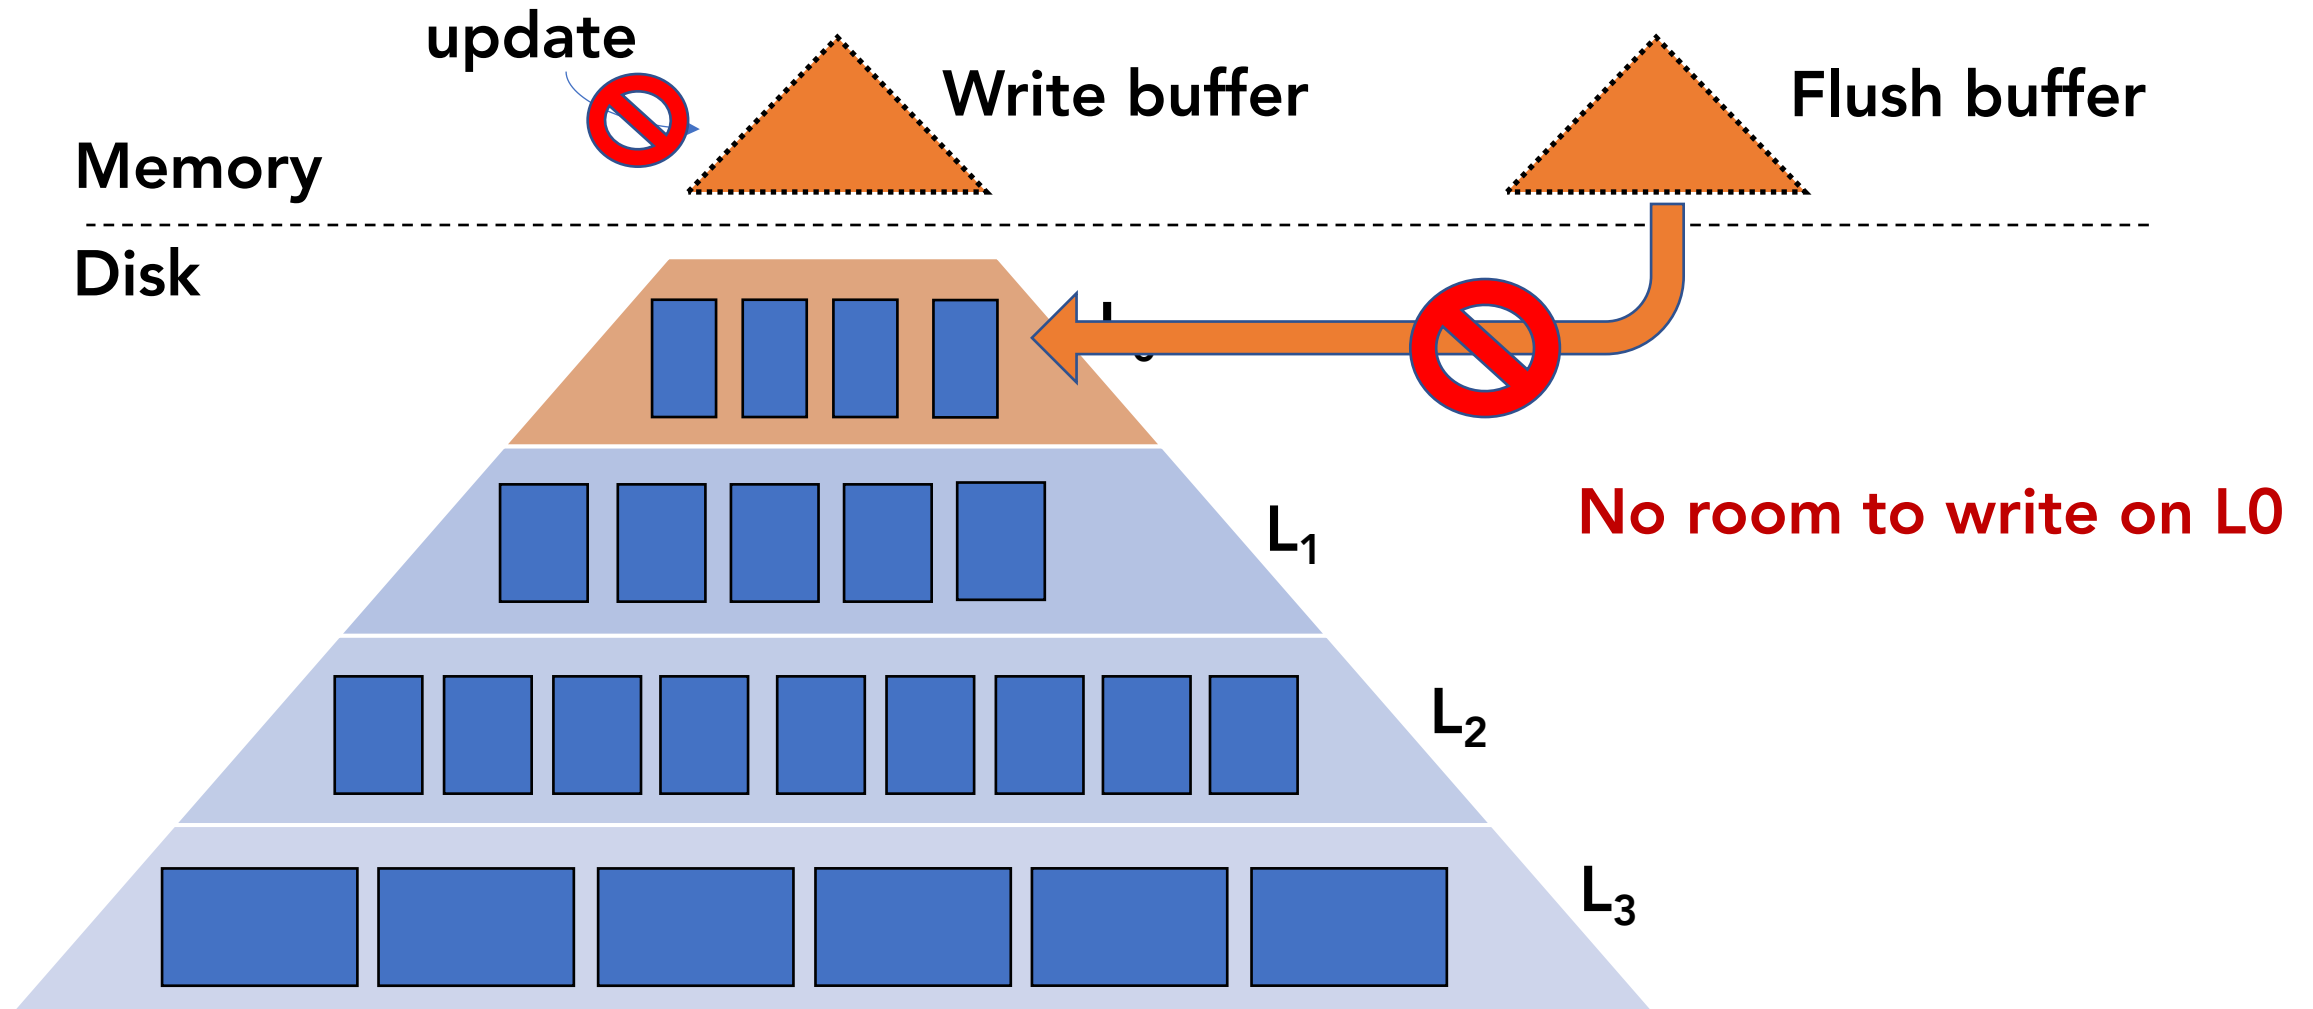 update
Write buffer
Flush buffer
Memory
Disk
L₁
No room to write on L0
L₂
L₃